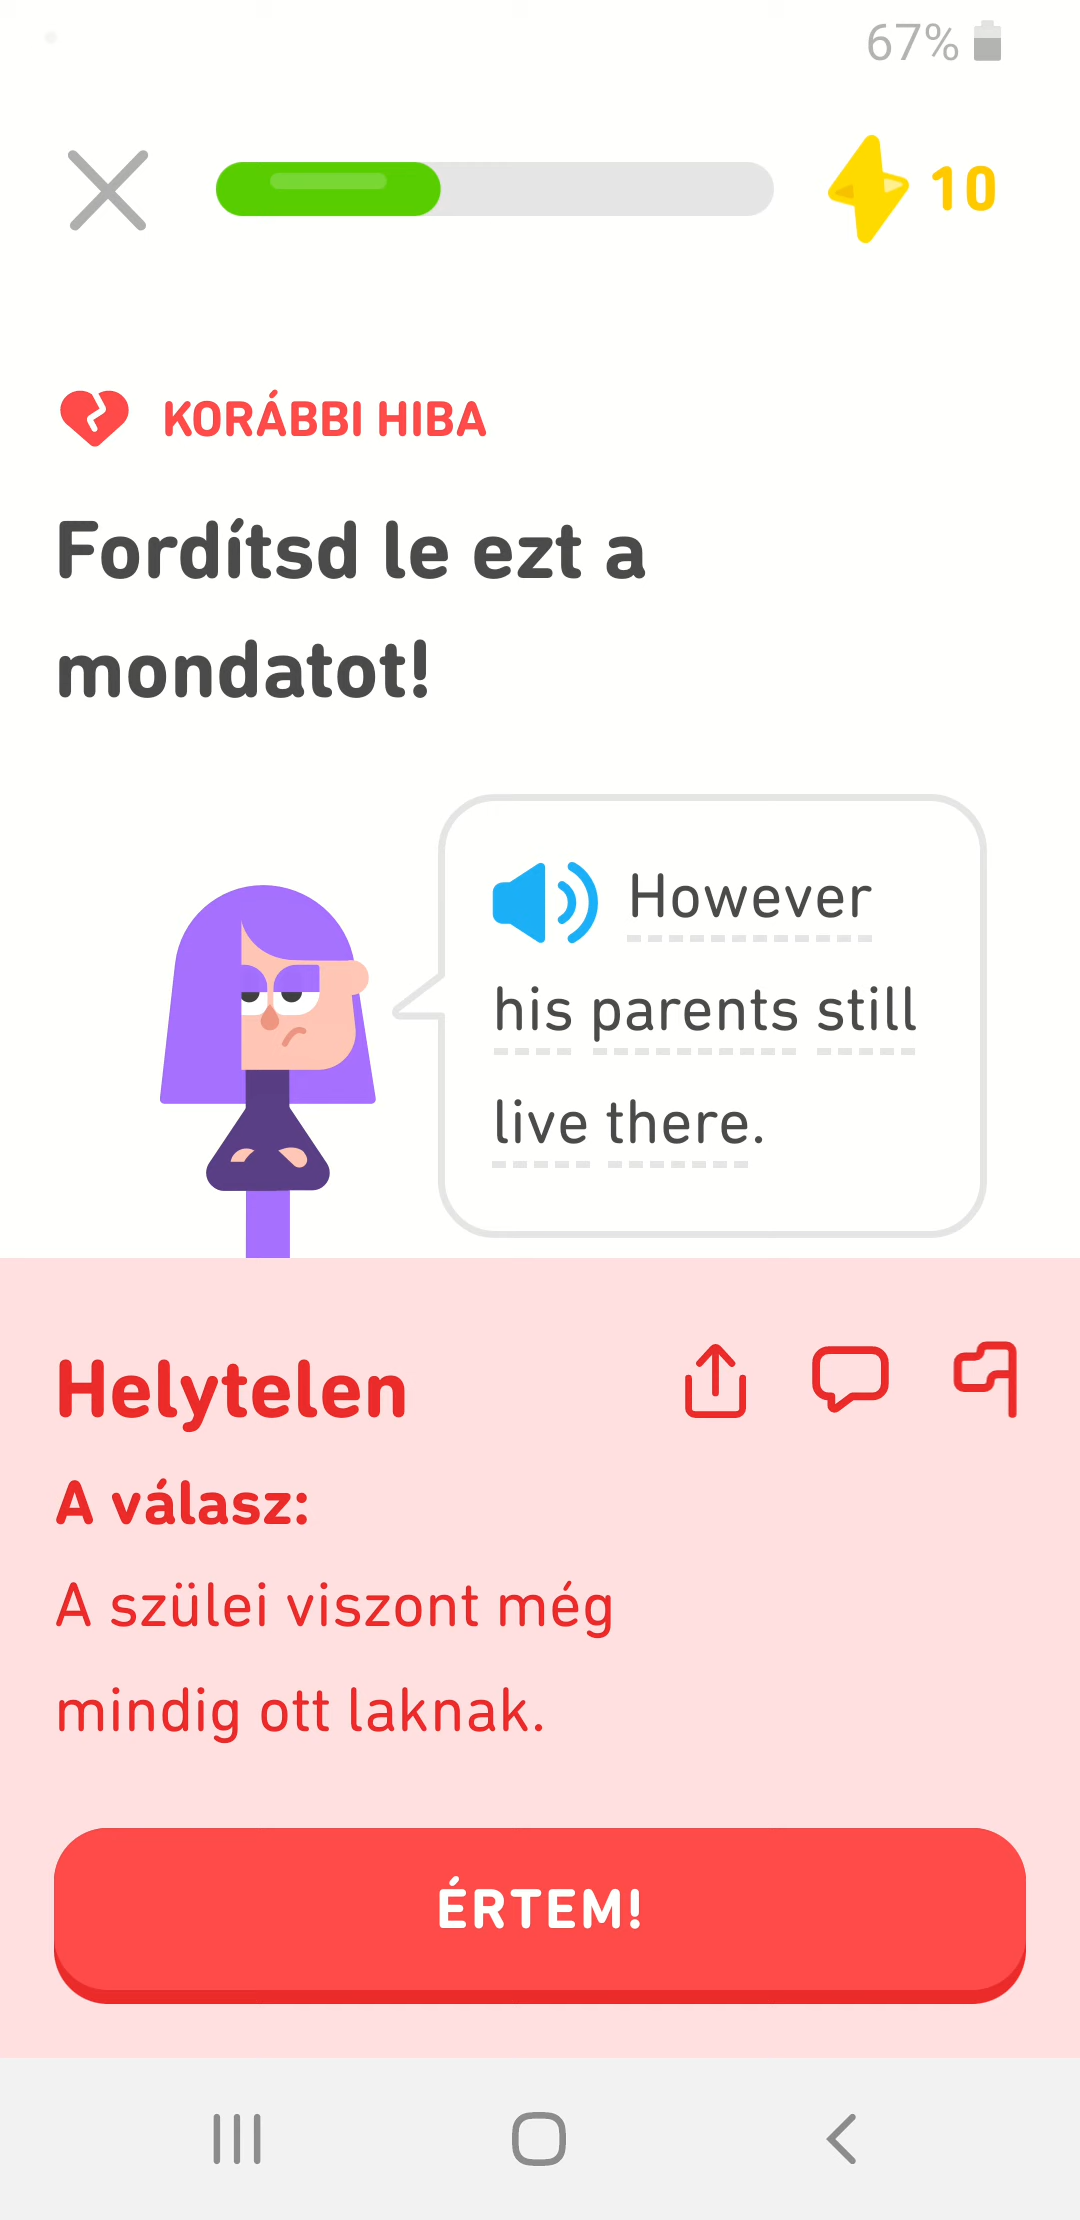 67%
10
KORÁBBI HIBA
Fordítsd le ezt a
mondatot!
However
his parents still
live there.
Helytelen
A válasz:
A szülei viszont még
mindig ott laknak.
ÉRTEM!